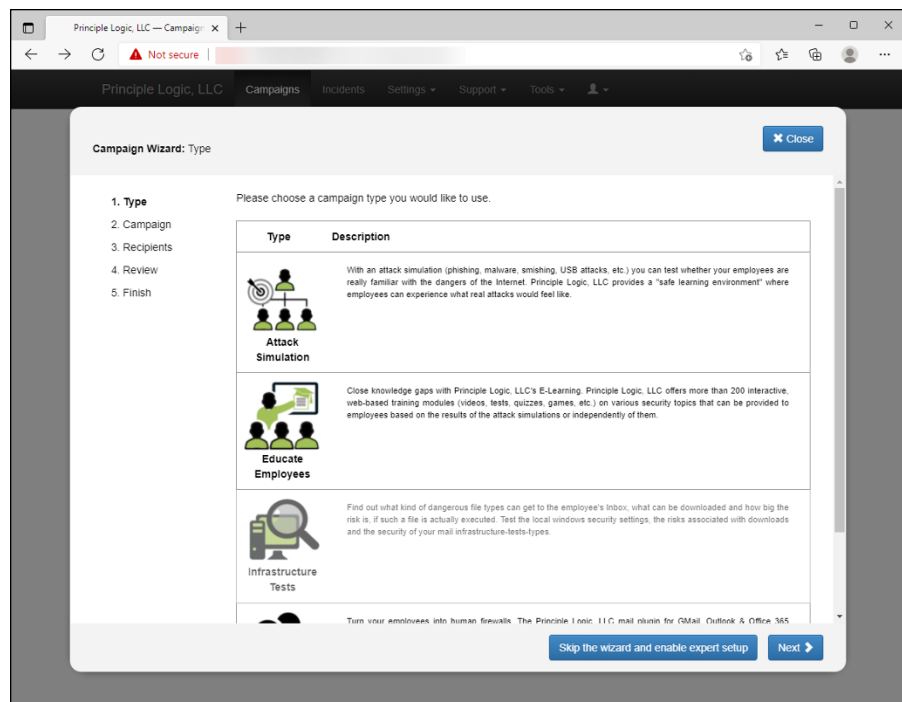 Principle Logic, LLC — Campaign
Not secure
Principle Logic, LLC Campaigns Incidents Settings Support Tools
Campaign Wizard: Type
Close
1. Type
2. Campaign
3. Recipients
4. Review
5. Finish
Please choose a campaign type you would like to use.
Type Description
With an attack simulation (phishing, malware, smishing, USB attacks, etc.) you can test whether your employees are
really familiar with the dangers of the Internet. Principle Logic, LLC provides a "safe learning environment" where
employees can experience what real attacks would feel like.
Attack
Simulation
Close knowledge gaps with Principle Logic, LLC's E-Learning. Principle Logic, LLC offers more than 200 interactive,
web-based training modules (videos, tests, quizzes, games, etc.) on various security topics that can be provided to
employees based on the results of the attack simulations or independently of them.
Educate
Employees
Find out what kind of dangerous file types can get to the employee's Inbox, what can be downloaded and how big the
risk is, if such a file is actually executed. Test the local windows security settings, the risks associated with downloads
and the security of your mail infrastructure-tests-types.
Infrastructure
Tests
Turn your employees into human firewalls. The Principle Logic, LLC mail plugin for GMail, Outlook & Office 365
Skip the wizard and enable expert setup
Next